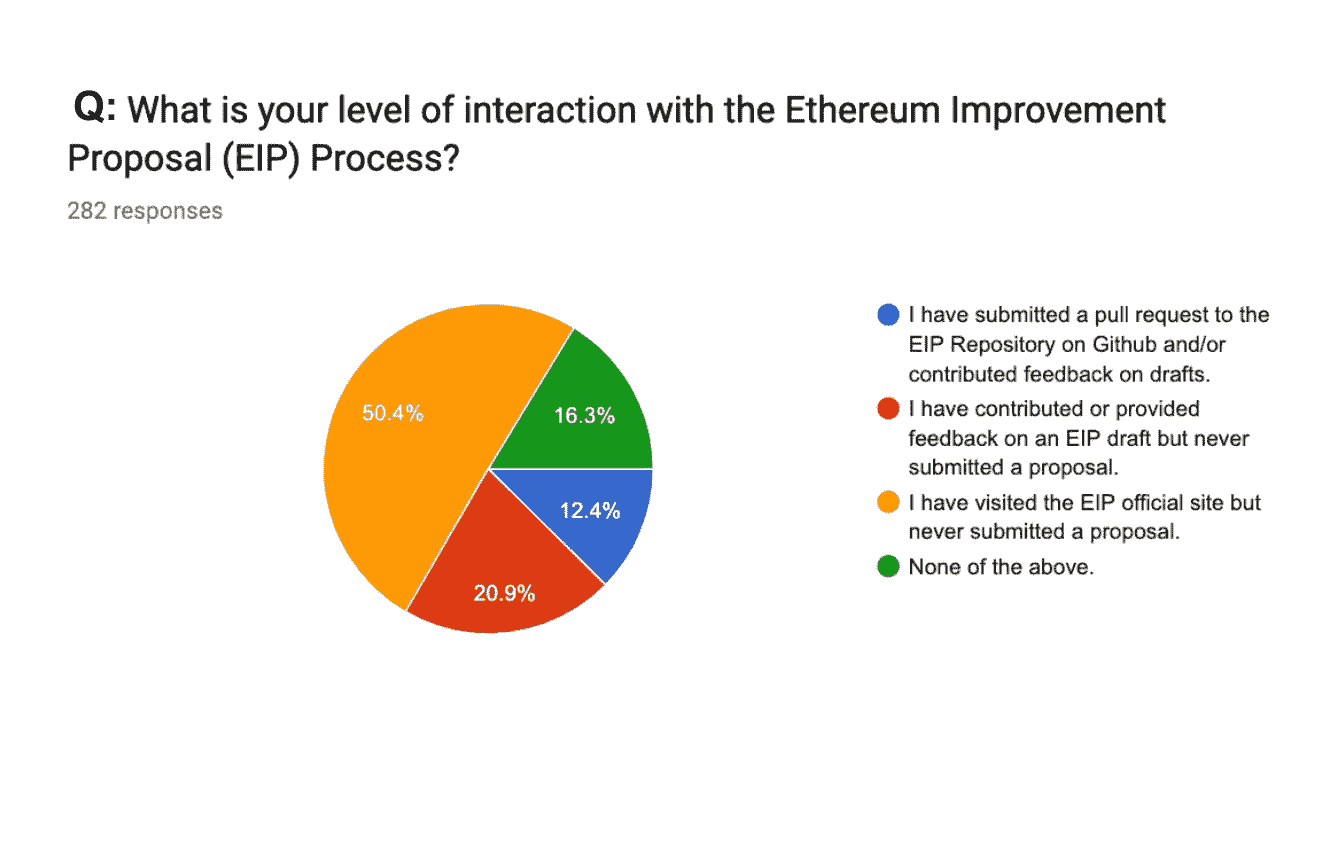 Q: What is your level of interaction with the Ethereum Improvement
Proposal (EIP) Process?
282 responses
50.4%
16.3%
12.4%
20.9%
I have submitted a pull request to the
EIP Repository on Github and/or
contributed feedback on drafts.
I have contributed or provided
feedback on an EIP draft but never
submitted a proposal.
I have visited the EIP official site but
never submitted a proposal.
None of the above.